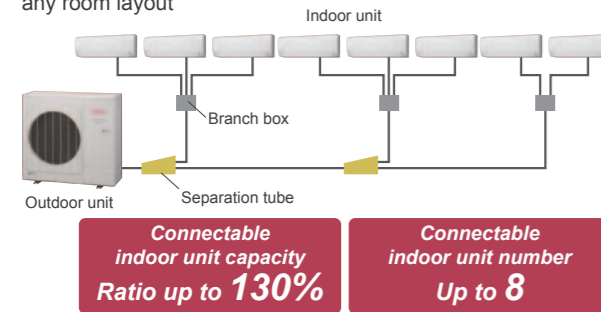 any room layout
Indoor unit
Branch box
Separation tube
Outdoor unit
Connectable
indoor unit capacity
Ratio up to 130%
Connectable
indoor unit number
Up to 8